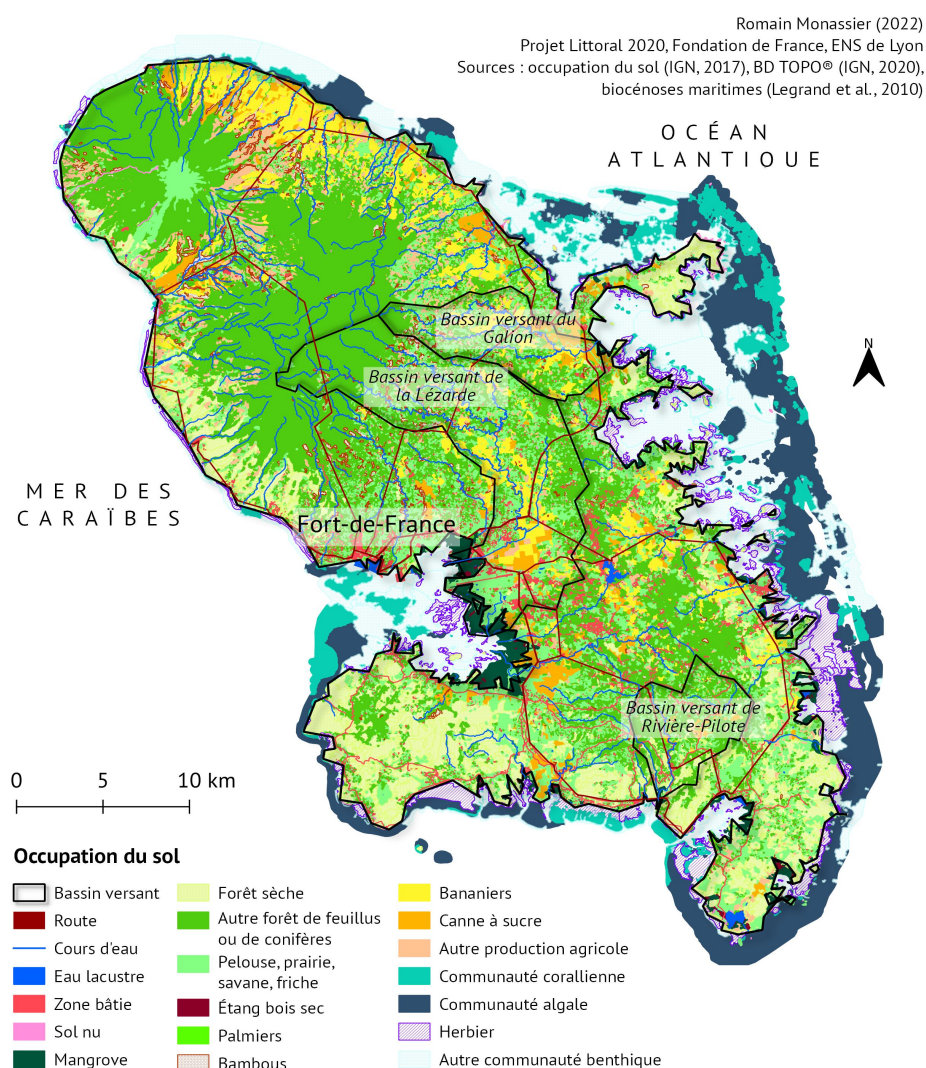 Romain Monassier (2022)
Projet Littoral 2020, Fondation de France, ENS de Lyon
Sources : occupation du sol (IGN, 2017), BD TOPO® (IGN, 2020),
biocénoses maritimes (Legrand et al., 2010)
OCÉAN
ATLANTIQUE
Bassin versant du
Galion
N
Bassin versant de
la Lézarde
MER DES
CARAÏBES
Fort-de-France
Bassin versant de
Rivière-Pilote
0 5 10 km
Occupation du sol
Bassin versant
Route
Cours d'eau
Eau lacustre
Zone bâtie
Sol nu
Mangrove
Forêt sèche
Autre forêt de feuillus
ou de conifères
Pelouse, prairie,
savane, friche
Étang bois sec
Palmiers
Bambous
Bananiers
Canne à sucre
Autre production agricole
Communauté corallienne
Communauté algale
Herbier
Autre communauté benthique